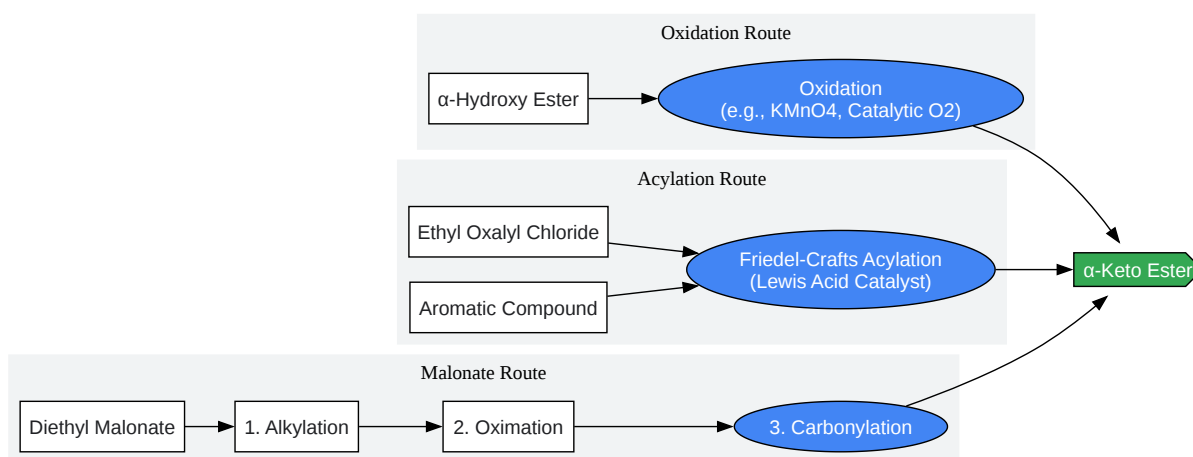 Oxidation Route
α-Hydroxy Ester
Oxidation
(e.g., KMnO4, Catalytic O2)
Acylation Route
Ethyl Oxalyl Chloride
Aromatic Compound
Friedel-Crafts Acylation
(Lewis Acid Catalyst)
α-Keto Ester
Malonate Route
Diethyl Malonate
1. Alkylation
2. Oximation
3. Carbonylation